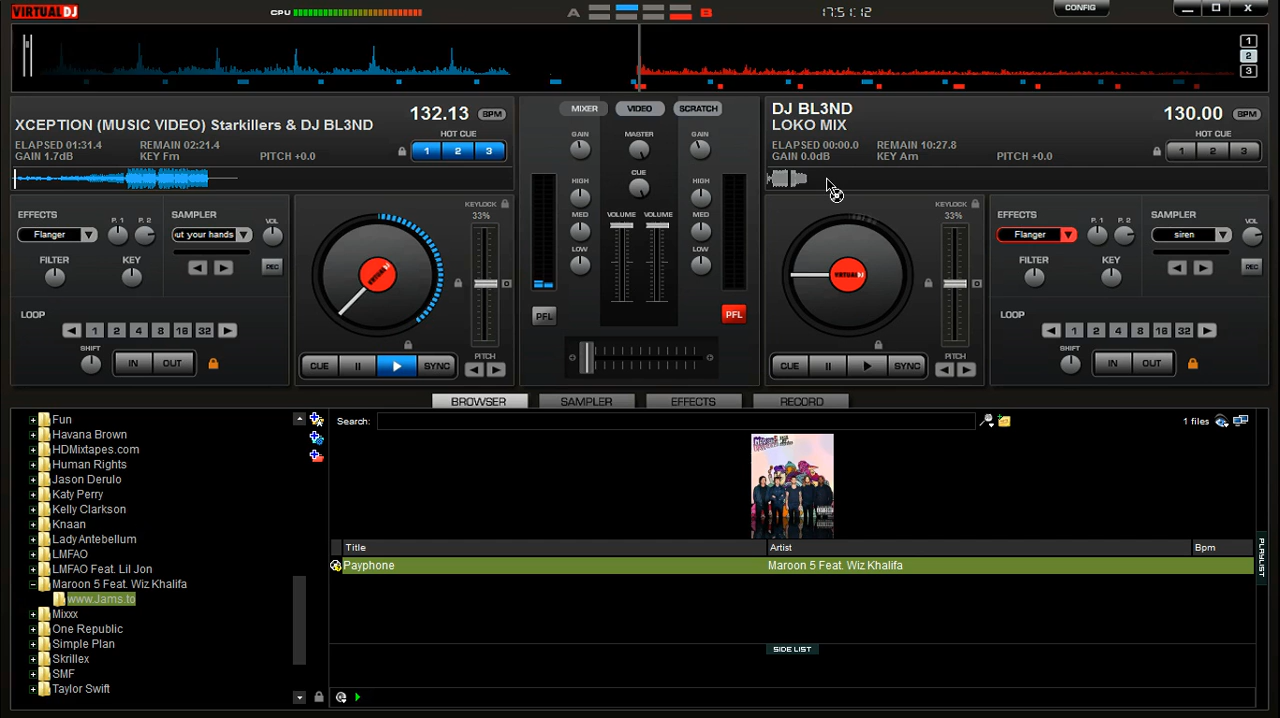 VIRTUAL DJ
CPU
A
B
17:51:12
CONFIG
1
2
3
132.13 BPM
XCEPTION (MUSIC VIDEO) Starkillers & DJ BL3ND
HOT CUE
ELAPSED 01:31.4 REMAIN 02:21.4
GAIN 1.7dB KEY Fm PITCH +0.0
1 2 3
MIXER VIDEO SCRATCH
GAIN MASTER GAIN
CUE
HIGH HIGH
MED VOLUME VOLUME MED
LOW LOW
PFL PFL
DJ BL3ND
LOKO MIX
130.00 BPM
HOT CUE
ELAPSED 00:00.0 REMAIN 10:27.8
GAIN 0.0dB KEY Am PITCH +0.0
1 2 3
EFFECTS P. 1 P. 2 SAMPLER VOL
Flanger ut your hands
FILTER KEY REC
LOOP
1 2 4 8 16 32
SHIFT IN OUT
KEYLOCK
33%
VIRTUAL DJ
CUE SYNC PITCH
KEYLOCK
33%
VIRTUAL DJ
CUE SYNC PITCH
EFFECTS P. 1 P. 2 SAMPLER VOL
Flanger siren
FILTER KEY REC
LOOP
1 2 4 8 16 32
SHIFT IN OUT
BROWSER SAMPLER EFFECTS RECORD
Fun
Havana Brown
HDMixtapes.com
Human Rights
Jason Derulo
Katy Perry
Kelly Clarkson
Knaan
Lady Antebellum
LMFAO
LMFAO Feat. Lil Jon
Maroon 5 Feat. Wiz Khalifa
www.Jams.to
Mixxx
One Republic
Simple Plan
Skrillex
SMF
Taylor Swift
Search:
1 files
Title Artist Bpm
Payphone Maroon 5 Feat. Wiz Khalifa
PLAYLIST
SIDE LIST